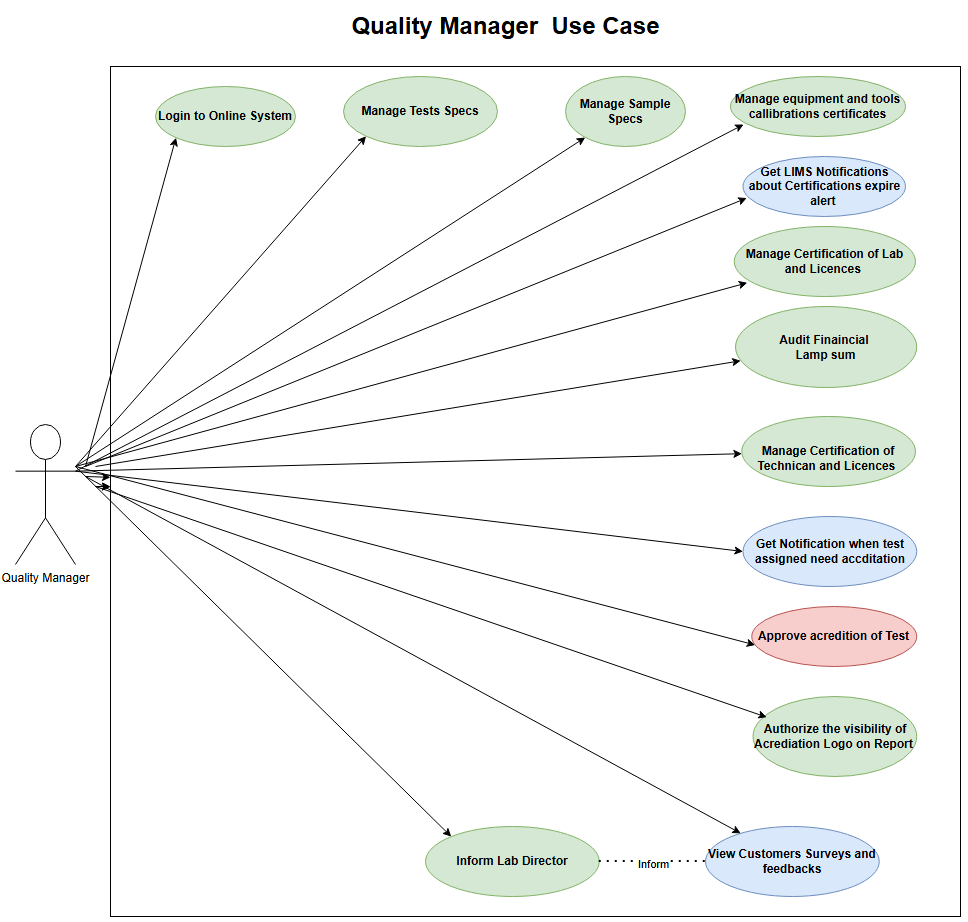 Quality Manager  Use Case
Login to Online System
Manage Tests Specs
Manage Sample
Specs
Manage equipment and tools
callibrations certificates
Get LIMS Notifications
about Certifications expire
alert
Manage Certification of Lab
and Licences
Audit Finaincial
Lamp sum
Manage Certification of
Technican and Licences
Get Notification when test
assigned need accditation
Approve acredition of Test
Authorize the visibility of
Acrediation Logo on Report
Quality Manager
Inform Lab Director
Inform
View Customers Surveys and
feedbacks